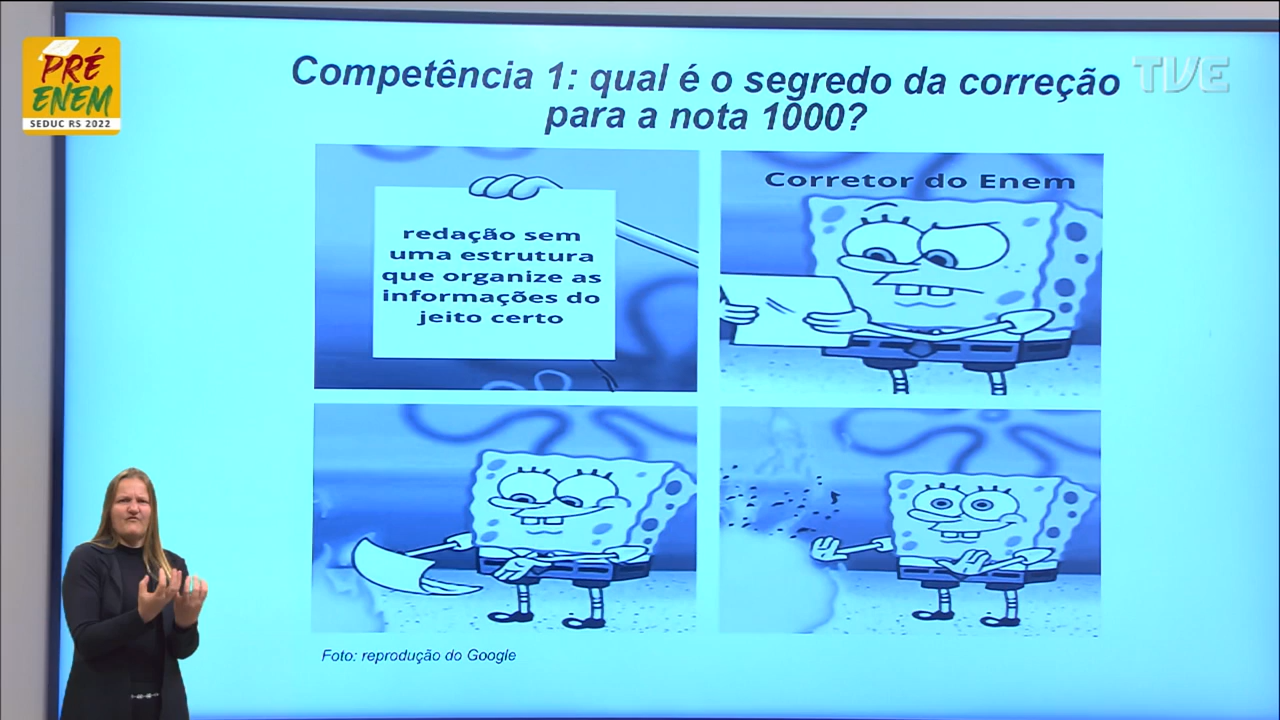 PRÉ
ENEM
SEDUC RS 2022
TVE
Competência 1: qual é o segredo da correção
para a nota 1000?
redação sem
uma estrutura
que organize as
informações do
jeito certo
Corretor do Enem
Foto: reprodução do Google